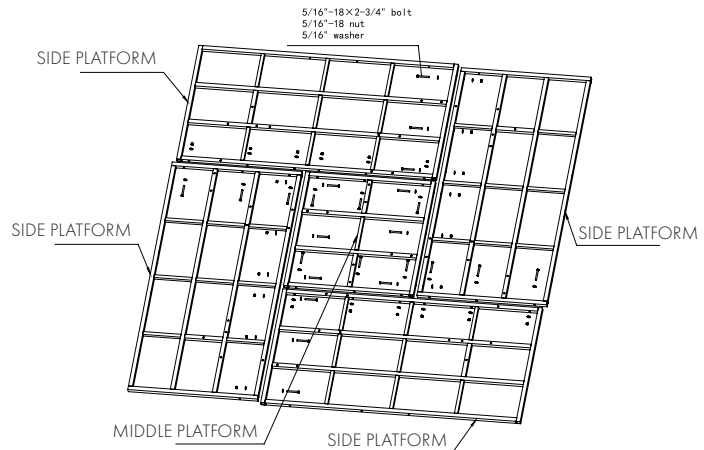 5/16"-18×2-3/4" bolt
5/16"-18 nut
5/16" washer
SIDE PLATFORM
SIDE PLATFORM
SIDE PLATFORM
MIDDLE PLATFORM
SIDE PLATFORM